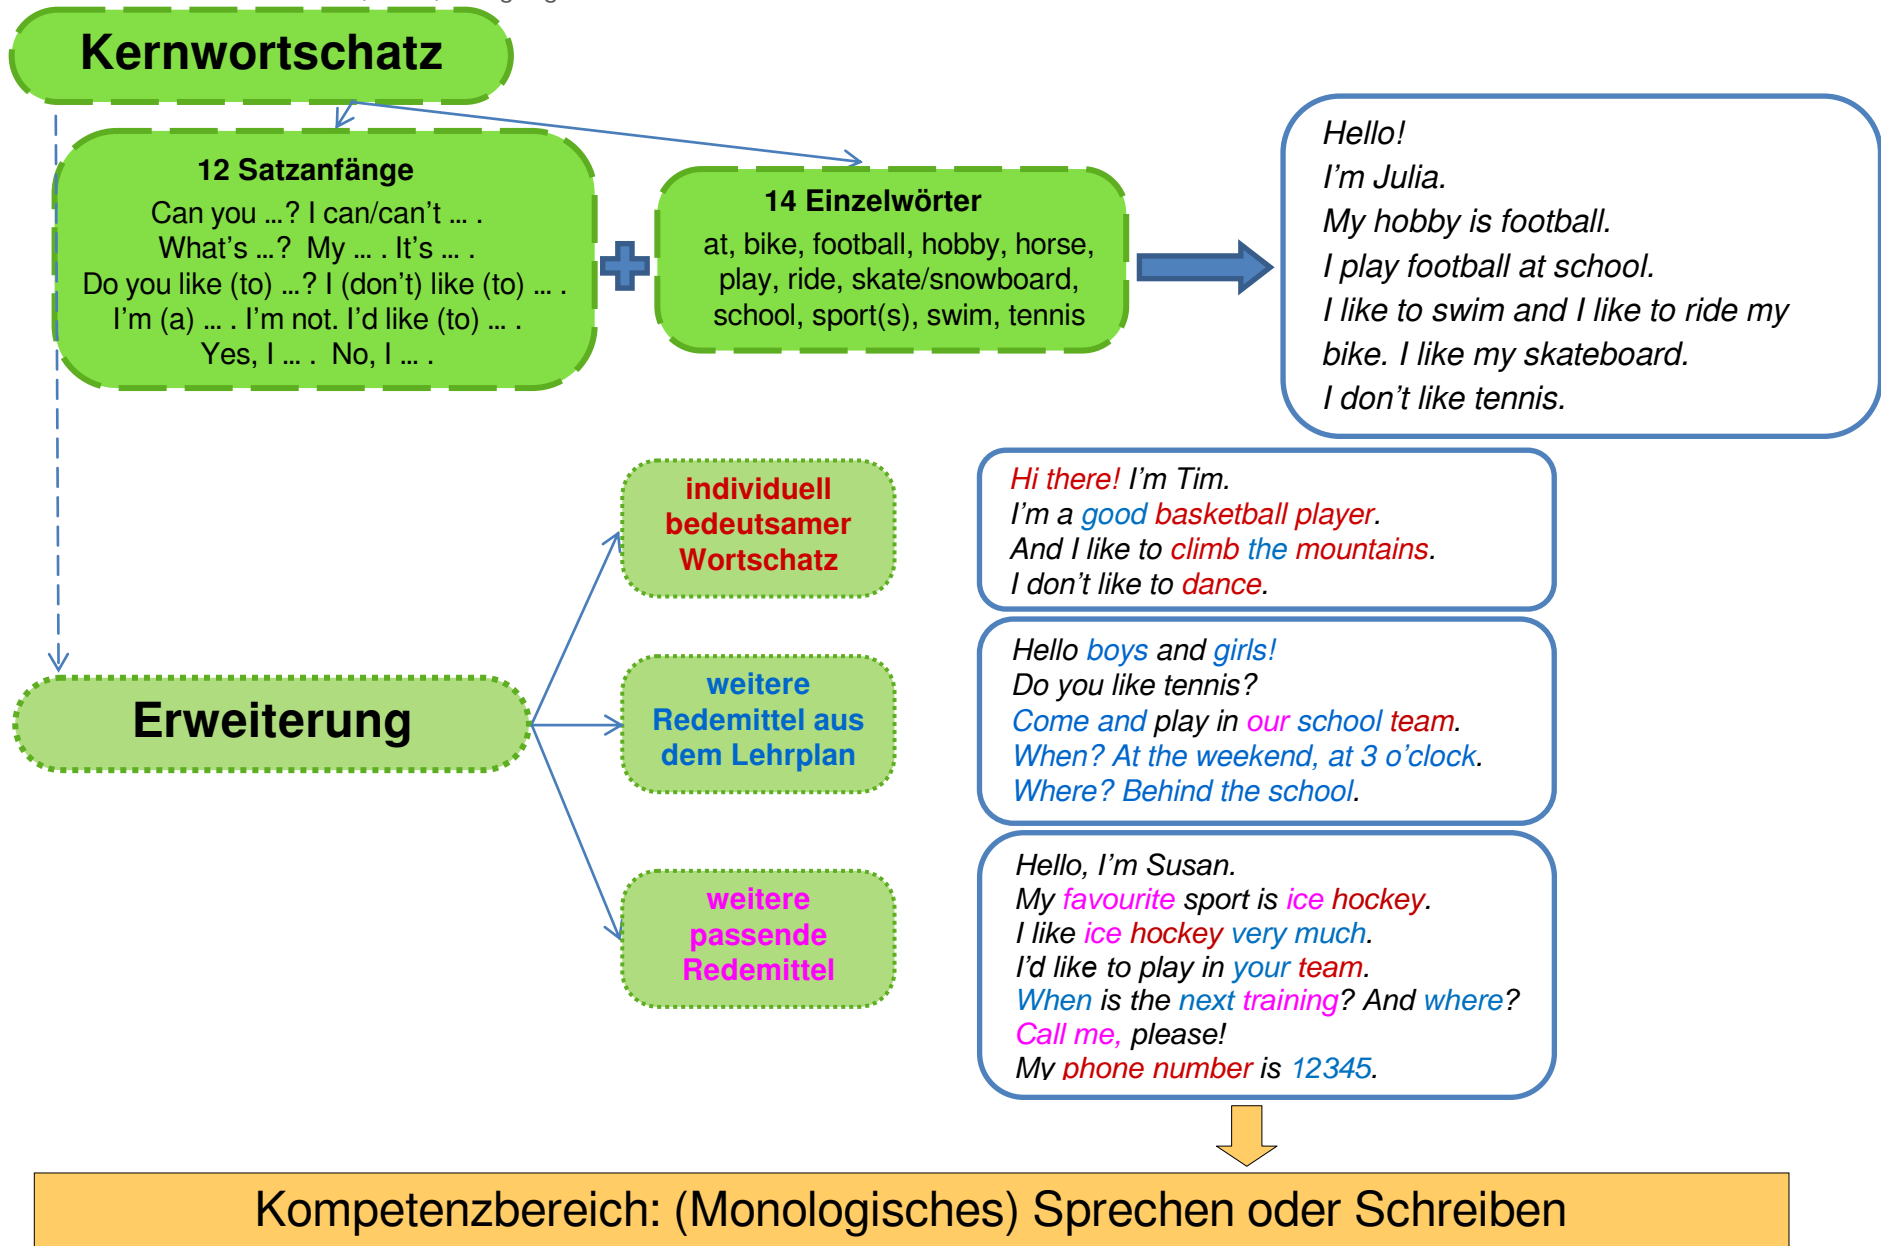 Kernwortschatz
12 Satzanfänge
Can you ...? I can/can't ... .
What's ...?  My ... . It's ... .
Do you like (to) ...? I (don't) like (to) ... .
I'm (a) ... . I'm not. I'd like (to) ... .
Yes, I ... .  No, I ... .
14 Einzelwörter
at, bike, football, hobby, horse,
play, ride, skate/snowboard,
school, sport(s), swim, tennis
Hello!
I'm Julia.
My hobby is football.
I play football at school.
I like to swim and I like to ride my
bike. I like my skateboard.
I don't like tennis.
Erweiterung
individuell
bedeutsamer
Wortschatz
Hi there! I'm Tim.
I'm a good basketball player.
And I like to climb the mountains.
I don't like to dance.
weitere
Redemittel aus
dem Lehrplan
Hello boys and girls!
Do you like tennis?
Come and play in our school team.
When? At the weekend, at 3 o'clock.
Where? Behind the school.
weitere
passende
Redemittel
Hello, I'm Susan.
My favourite sport is ice hockey.
I like ice hockey very much.
I'd like to play in your team.
When is the next training? And where?
Call me, please!
My phone number is 12345.
Kompetenzbereich: (Monologisches) Sprechen oder Schreiben